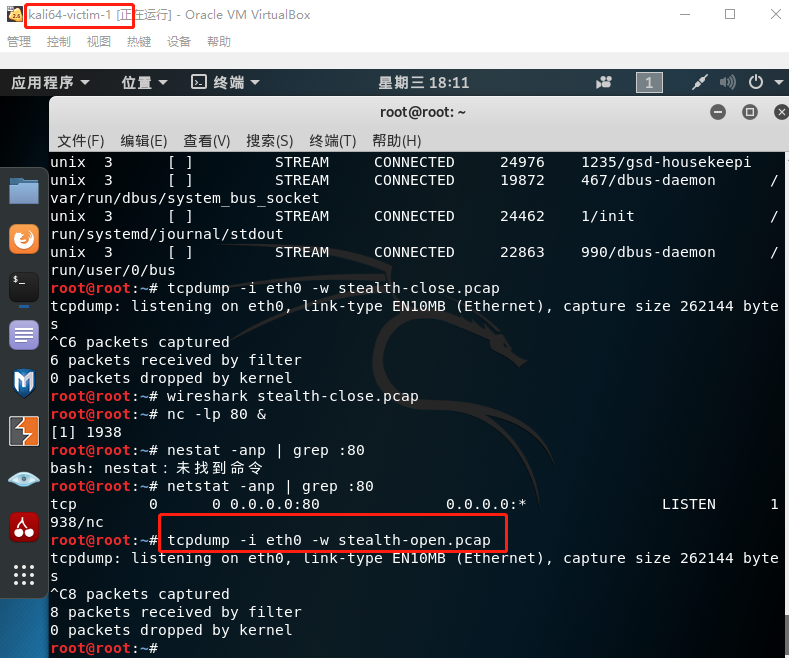 kali64-victim-1 [正在运行] - Oracle VM VirtualBox
管理 控制 视图 热键 设备 帮助
应用程序 位置 终端 星期三 18:11 1
root@root: ~
文件(F) 编辑(E) 查看(V) 搜索(S) 终端(T) 帮助(H)
unix 3 [ ] STREAM CONNECTED 24976 1235/gsd-housekeepi
unix 3 [ ] STREAM CONNECTED 19872 467/dbus-daemon /
var/run/dbus/system_bus_socket
unix 3 [ ] STREAM CONNECTED 24462 1/init /
run/systemd/journal/stdout
unix 3 [ ] STREAM CONNECTED 22863 990/dbus-daemon /
run/user/0/bus
root@root:~# tcpdump -i eth0 -w stealth-close.pcap
tcpdump: listening on eth0, link-type EN10MB (Ethernet), capture size 262144 byte
s
^C6 packets captured
6 packets received by filter
0 packets dropped by kernel
root@root:~# wireshark stealth-close.pcap
root@root:~# nc -lp 80 &
[1] 1938
root@root:~# nestat -anp | grep :80
bash: nestat：未找到命令
root@root:~# netstat -anp | grep :80
tcp 0 0 0.0.0.0:80 0.0.0.0:* LISTEN 1
938/nc
root@root:~# tcpdump -i eth0 -w stealth-open.pcap
tcpdump: listening on eth0, link-type EN10MB (Ethernet), capture size 262144 byte
s
^C8 packets captured
8 packets received by filter
0 packets dropped by kernel
root@root:~#